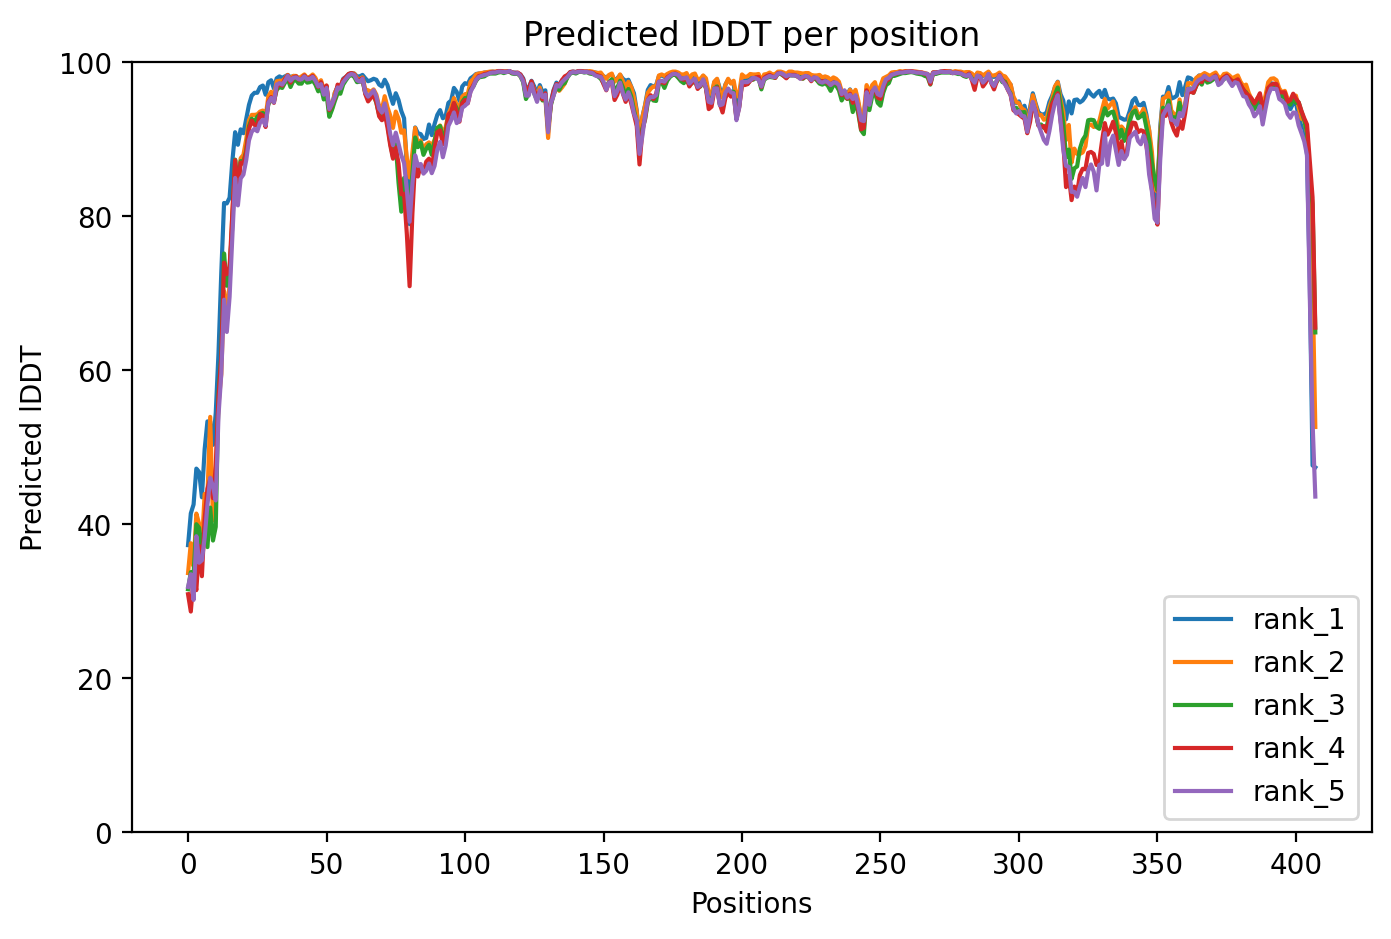 Predicted lDDT per position
100
80
60
40
20
0
Predicted lDDT
0 50 100 150 200 250 300 350 400
Positions
rank_1
rank_2
rank_3
rank_4
rank_5